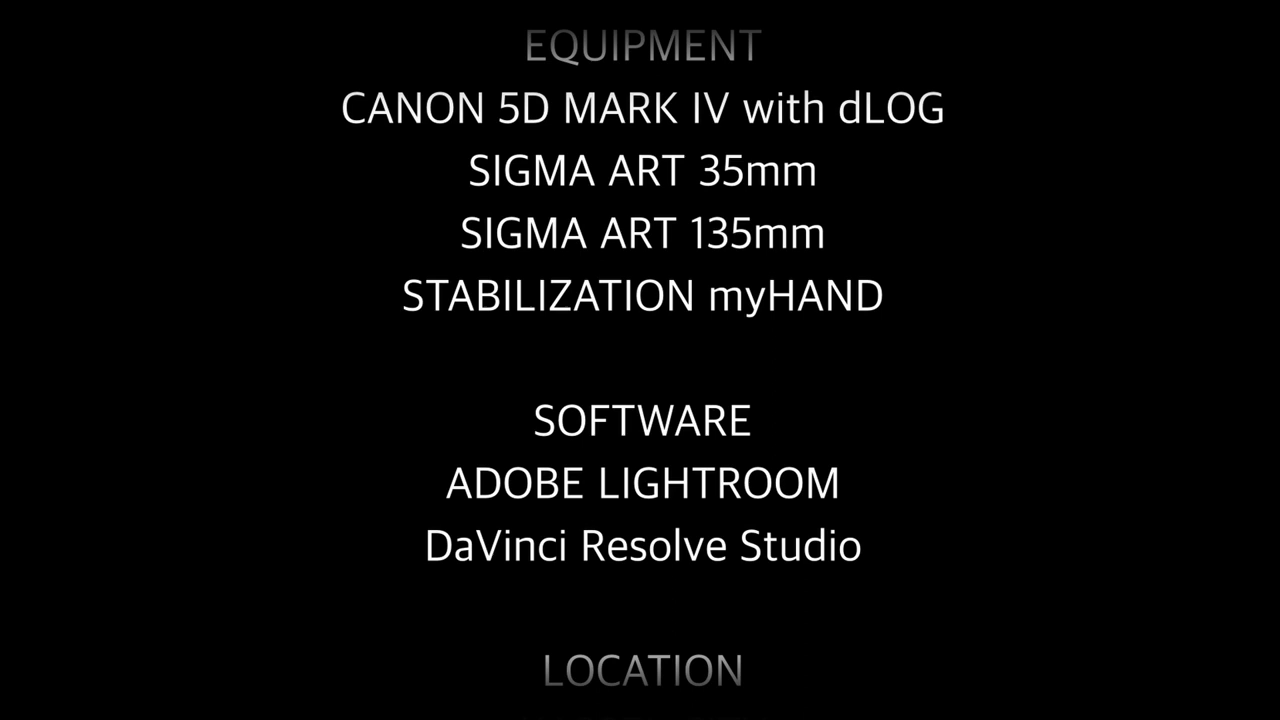 EQUIPMENT
CANON 5D MARK IV with dLOG
SIGMA ART 35mm
SIGMA ART 135mm
STABILIZATION myHAND
SOFTWARE
ADOBE LIGHTROOM
DaVinci Resolve Studio
LOCATION